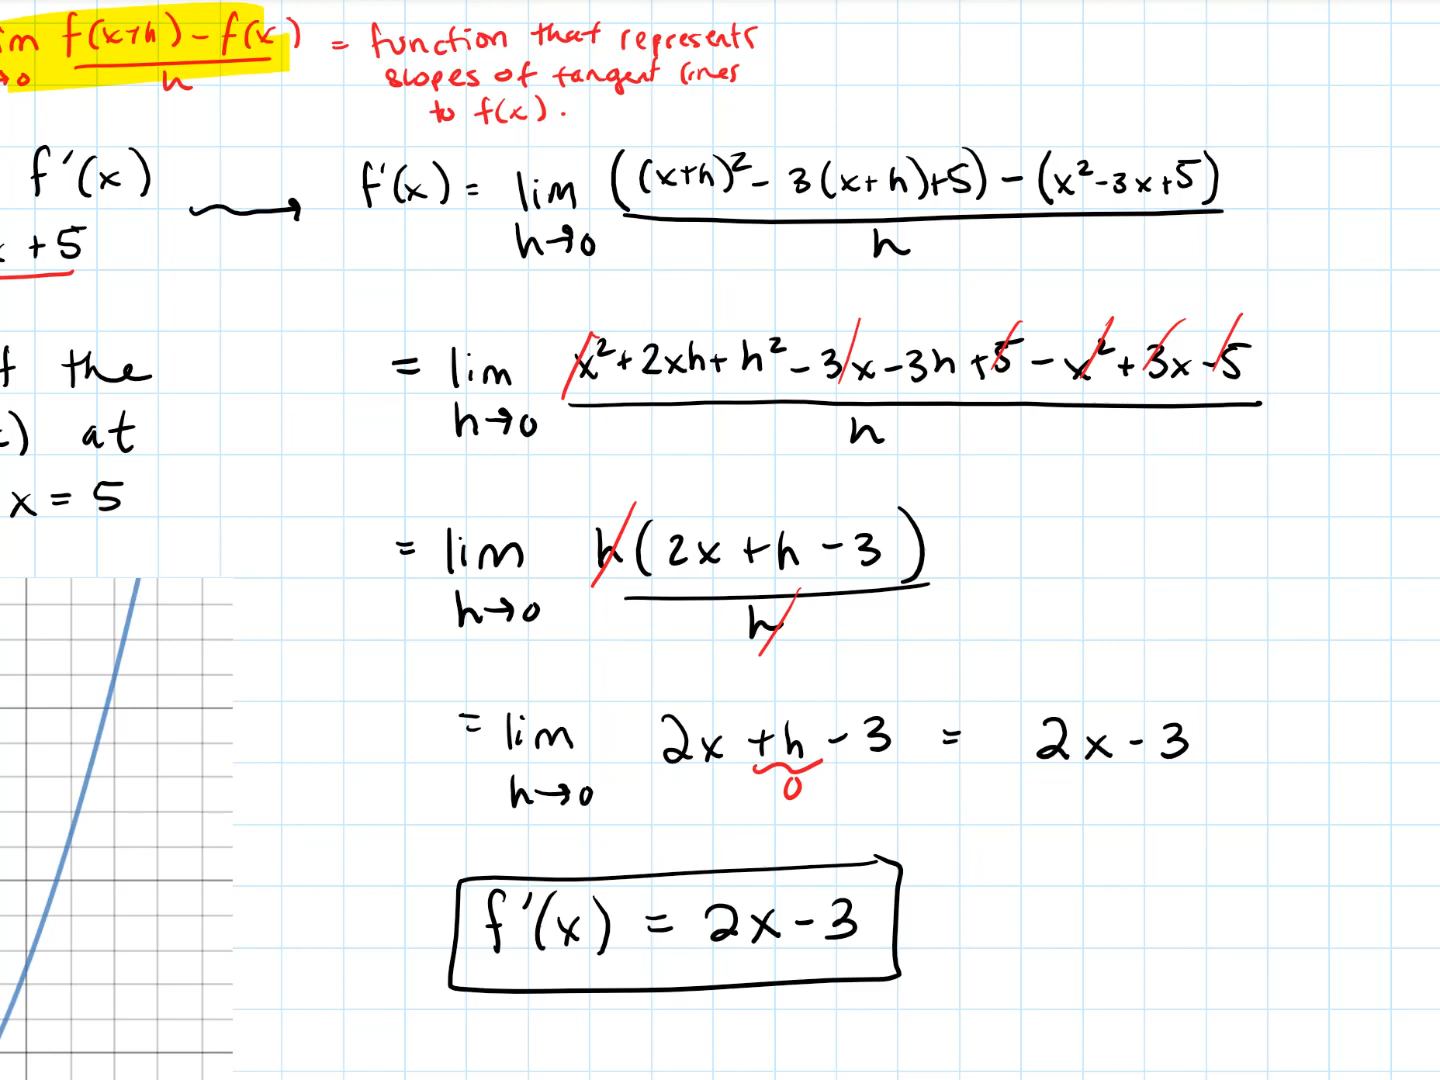 lim f(x+h) - f(x) / h = function that represents
→0 slopes of tangent lines
to f(x).
f'(x) → f'(x) = lim h→0 ((x+h)² - 3(x+h)+5) - (x²-3x+5) / h
+ 5
= lim h→0 x² + 2xh + h² - 3x - 3h + 5 - x² + 3x - 5 / h
the
at
x = 5
= lim h→0 h(2x + h - 3) / h
= lim h→0 2x + h - 3 = 2x - 3
0
f'(x) = 2x - 3